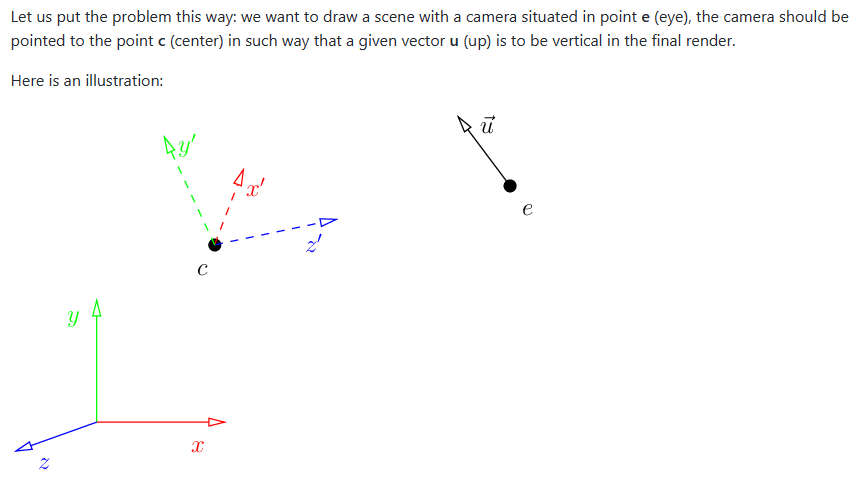 Let us put the problem this way: we want to draw a scene with a camera situated in point e (eye), the camera should be
pointed to the point c (center) in such way that a given vector u (up) is to be vertical in the final render.
Here is an illustration:
u⃗
y'
x'
e
z'
c
y
x
z